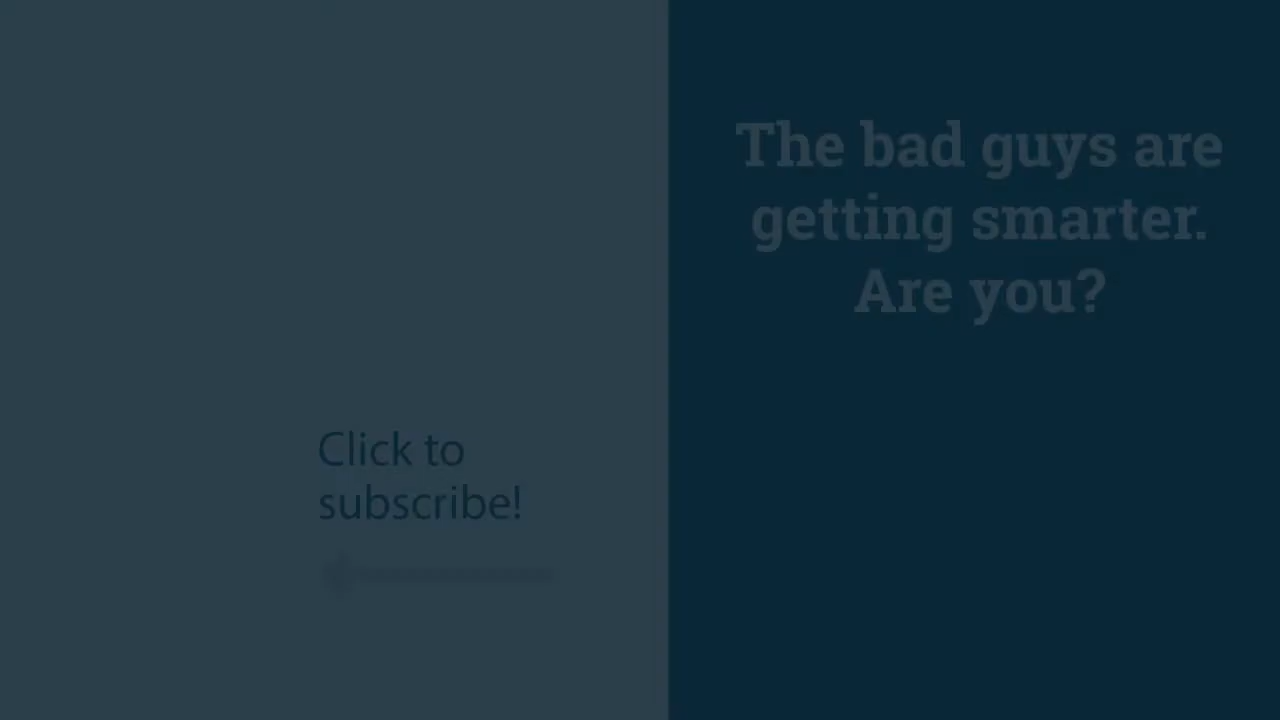 Click to
subscribe!
The bad guys are
getting smarter.
Are you?